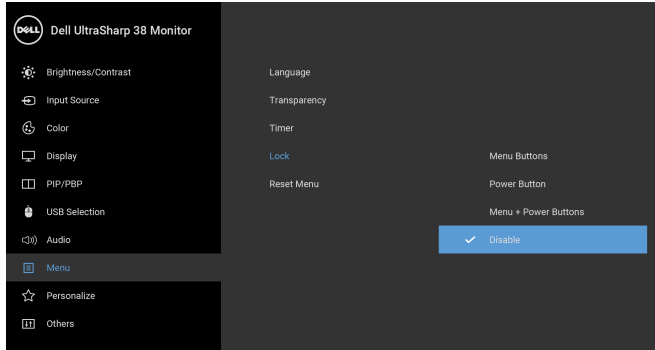 DELL Dell UltraSharp 38 Monitor
Brightness/Contrast
Input Source
Color
Display
PIP/PBP
USB Selection
Audio
Menu
Personalize
Others
Language
Transparency
Timer
Lock
Reset Menu
Menu Buttons
Power Button
Menu + Power Buttons
Disable